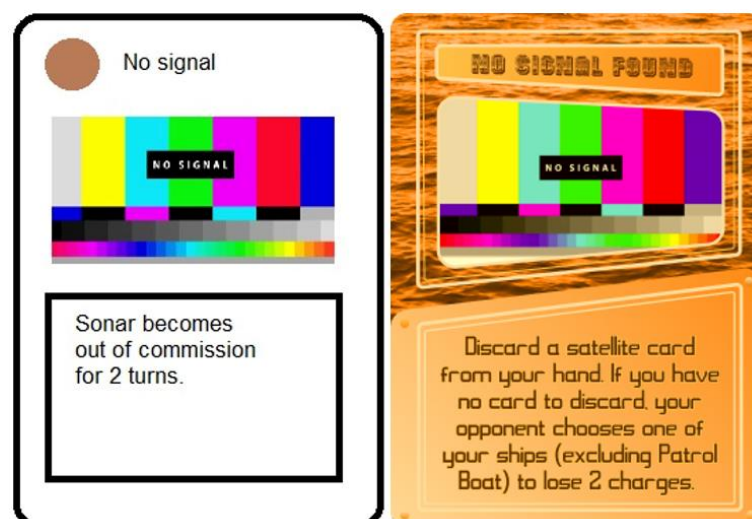 No signal
NO SIGNAL
Sonar becomes
out of commission
for 2 turns.
NO SIGNAL FOUND
NO SIGNAL
Discard a satellite card
from your hand. If you have
no card to discard, your
opponent chooses one of
your ships (excluding Patrol
Boat) to lose 2 charges.